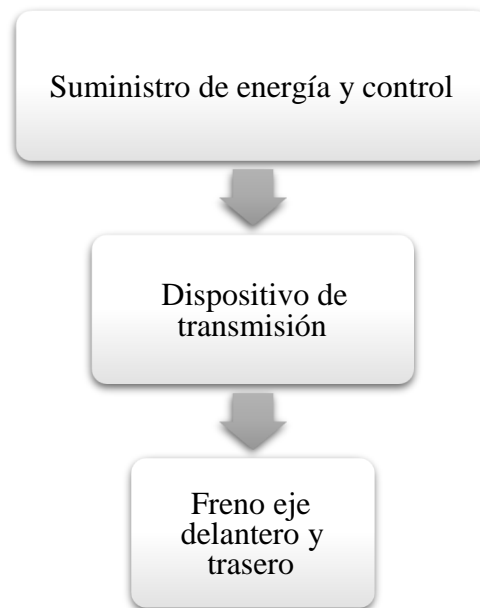 Suministro de energía y control
Dispositivo de
transmisión
Freno eje
delantero y
trasero